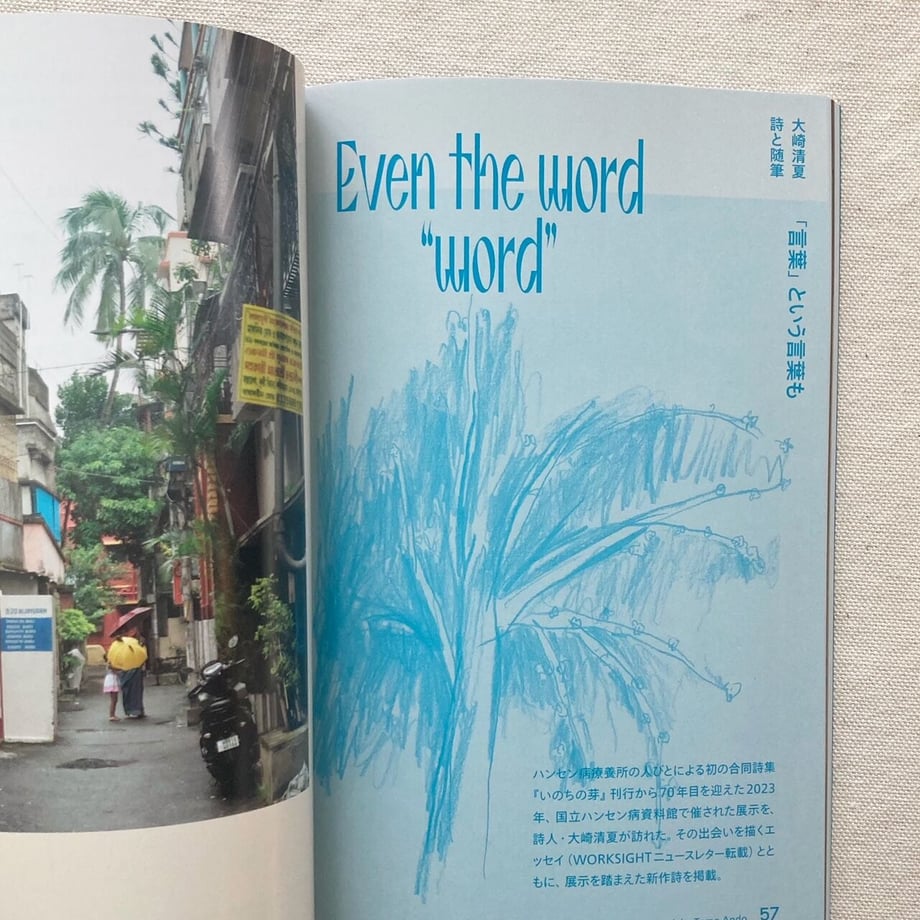 Even the word
“word”
大崎清夏
詩と随筆
「言葉」という言葉も
ハンセン病療養所の人びとによる初の合同詩集
『いのちの芽』刊行から70年目を迎えた2023
年、国立ハンセン病資料館で催された展示を、
詩人・大崎清夏が訪れた。その出会いを描くエ
ッセイ（WORKSIGHTニュースレター転載）とと
もに、展示を踏まえた新作詩を掲載。
57